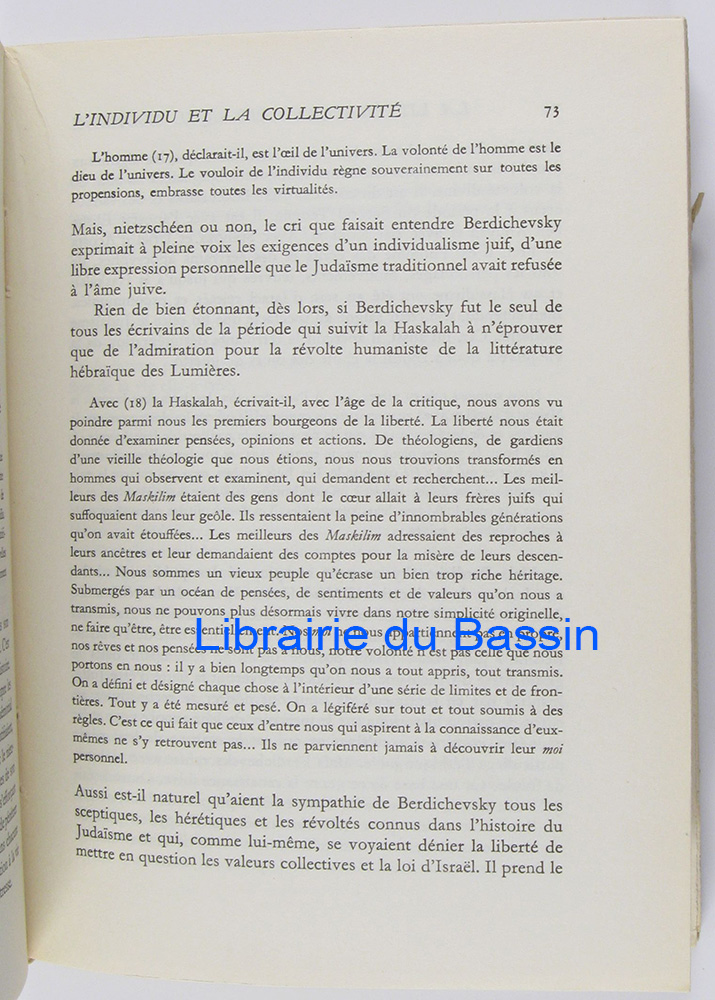 L'INDIVIDU ET LA COLLECTIVITÉ 73
L'homme (17), déclarait-il, est l'œil de l'univers. La volonté de l'homme est le
dieu de l'univers. Le vouloir de l'individu règne souverainement sur toutes les
propensions, embrasse toutes les virtualités.
Mais, nietzschéen ou non, le cri que faisait entendre Berdichevsky
exprimait à pleine voix les exigences d'un individualisme juif, d'une
libre expression personnelle que le Judaïsme traditionnel avait refusée
à l'âme juive.
Rien de bien étonnant, dès lors, si Berdichevsky fut le seul de
tous les écrivains de la période qui suivit la Haskalah à n'éprouver
que de l'admiration pour la révolte humaniste de la littérature
hébraïque des Lumières.
Avec (18) la Haskalah, écrivait-il, avec l'âge de la critique, nous avons vu
poindre parmi nous les premiers bourgeons de la liberté. La liberté nous était
donnée d'examiner pensées, opinions et actions. De théologiens, de gardiens
d'une vieille théologie que nous étions, nous nous trouvions transformés en
hommes qui observent et examinent, qui demandent et recherchent... Les meil-
leurs des Maskilim étaient des gens dont le cœur allait à leurs frères juifs qui
suffoquaient dans leur geôle. Ils ressentaient la peine d'innombrables générations
qu'on avait étouffées... Les meilleurs des Maskilim adressaient des reproches à
leurs ancêtres et leur demandaient des comptes pour la misère de leurs descen-
dants... Nous sommes un vieux peuple qu'écrase un bien trop riche héritage.
Submergés par un océan de pensées, de sentiments et de valeurs qu'on nous a
transmis, nous ne pouvons plus désormais vivre dans notre simplicité originelle,
ne faire qu'être, être essentiellement. Nos moi ne nous appartiennent pas en propre,
nos rêves et nos pensées ne sont pas à nous, notre volonté n'est pas celle que nous
Librairie du Bassin
portons en nous : il y a bien longtemps qu'on nous a tout appris, tout transmis.
On a défini et désigné chaque chose à l'intérieur d'une série de limites et de fron-
tières. Tout y a été mesuré et pesé. On a légiféré sur tout et tout soumis à des
règles. C'est ce qui fait que ceux d'entre nous qui aspirent à la connaissance d'eux-
mêmes ne s'y retrouvent pas... Ils ne parviennent jamais à découvrir leur moi
personnel.
Aussi est-il naturel qu'aient la sympathie de Berdichevsky tous les
sceptiques, les hérétiques et les révoltés connus dans l'histoire du
Judaïsme et qui, comme lui-même, se voyaient dénier la liberté de
mettre en question les valeurs collectives et la loi d'Israël. Il prend le